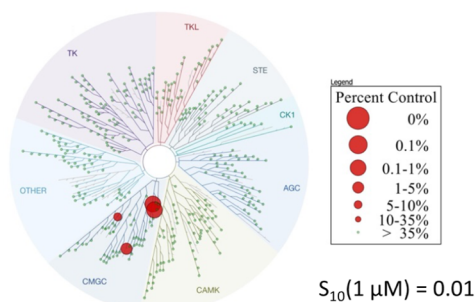 TK
TKL
STE
CK1
AGC
CAMK
CMGC
OTHER
Legend
Percent Control
0%
0.1%
0.1-1%
1-5%
5-10%
10-35%
> 35%
S₁₀(1 μM) = 0.01